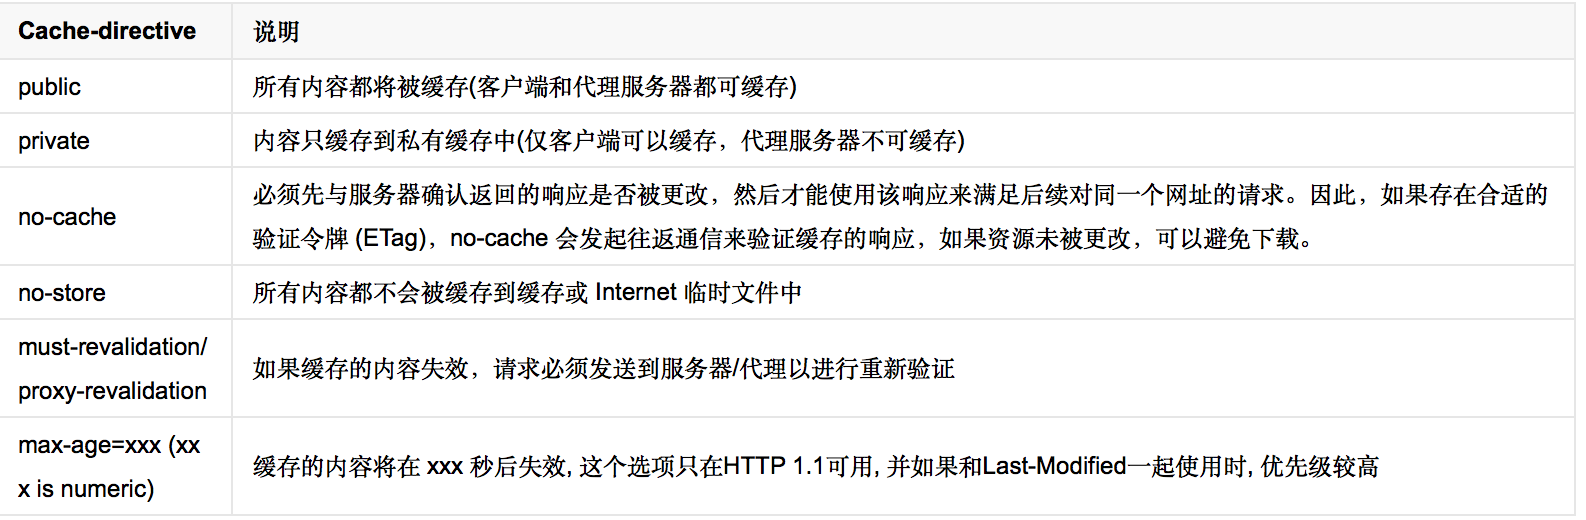 Cache-directive 说明
public 所有内容都将被缓存(客户端和代理服务器都可缓存)
private 内容只缓存到私有缓存中(仅客户端可以缓存，代理服务器不可缓存)
no-cache 必须先与服务器确认返回的响应是否被更改，然后才能使用该响应来满足后续对同一个网址的请求。因此，如果存在合适的
验证令牌 (ETag)，no-cache 会发起往返通信来验证缓存的响应，如果资源未被更改，可以避免下载。
no-store 所有内容都不会被缓存到缓存或 Internet 临时文件中
must-revalidation/
proxy-revalidation
如果缓存的内容失效，请求必须发送到服务器/代理以进行重新验证
max-age=xxx (xx
x is numeric)
缓存的内容将在 xxx 秒后失效, 这个选项只在HTTP 1.1可用, 并如果和Last-Modified一起使用时, 优先级较高